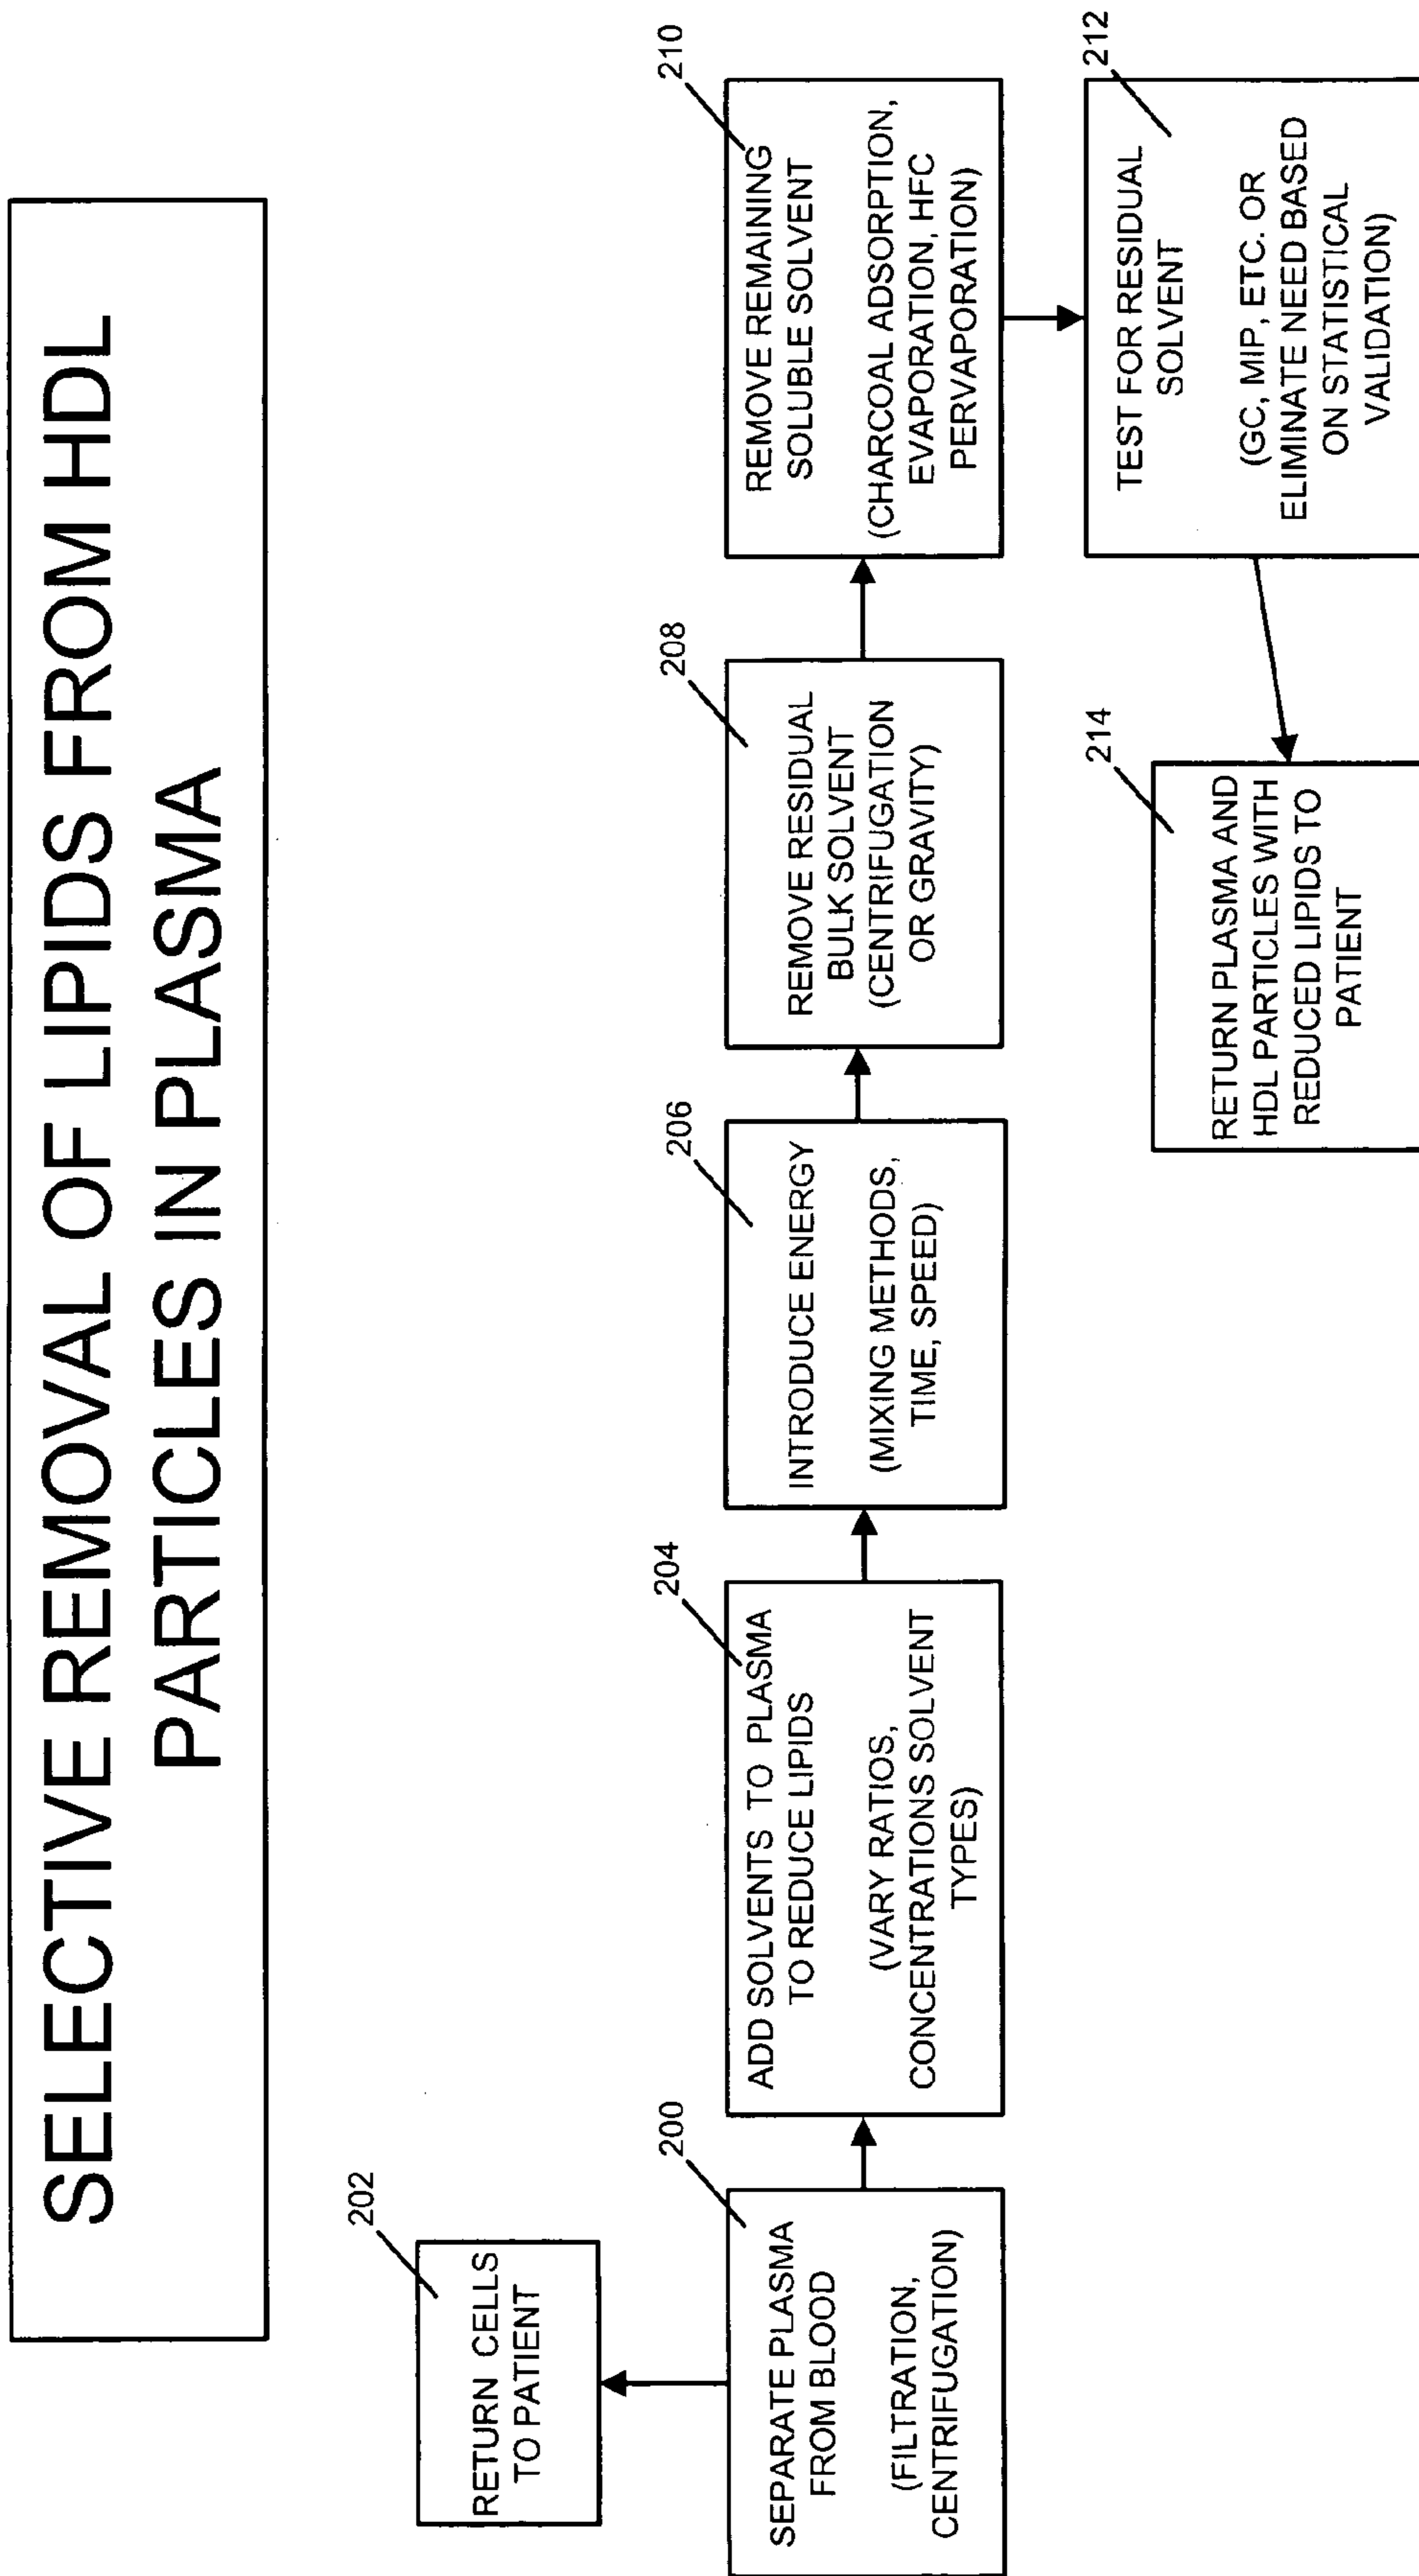 SELECTIVE REMOVAL OF LIPIDS FROM HDL
PARTICLES IN PLASMA
202
RETURN CELLS
TO PATIENT
200
SEPARATE PLASMA
FROM BLOOD
(FILTRATION,
CENTRIFUGATION)
204
ADD SOLVENTS TO PLASMA
TO REDUCE LIPIDS
(VARY RATIOS,
CONCENTRATIONS SOLVENT
TYPES)
206
INTRODUCE ENERGY
(MIXING METHODS,
TIME, SPEED)
208
REMOVE RESIDUAL
BULK SOLVENT
(CENTRIFUGATION
OR GRAVITY)
210
REMOVE REMAINING
SOLUBLE SOLVENT
(CHARCOAL ADSORPTION,
EVAPORATION, HFC
PERVAPORATION)
212
TEST FOR RESIDUAL
SOLVENT
(GC, MIP, ETC. OR
ELIMINATE NEED BASED
ON STATISTICAL
VALIDATION)
214
RETURN PLASMA AND
HDL PARTICLES WITH
REDUCED LIPIDS TO
PATIENT